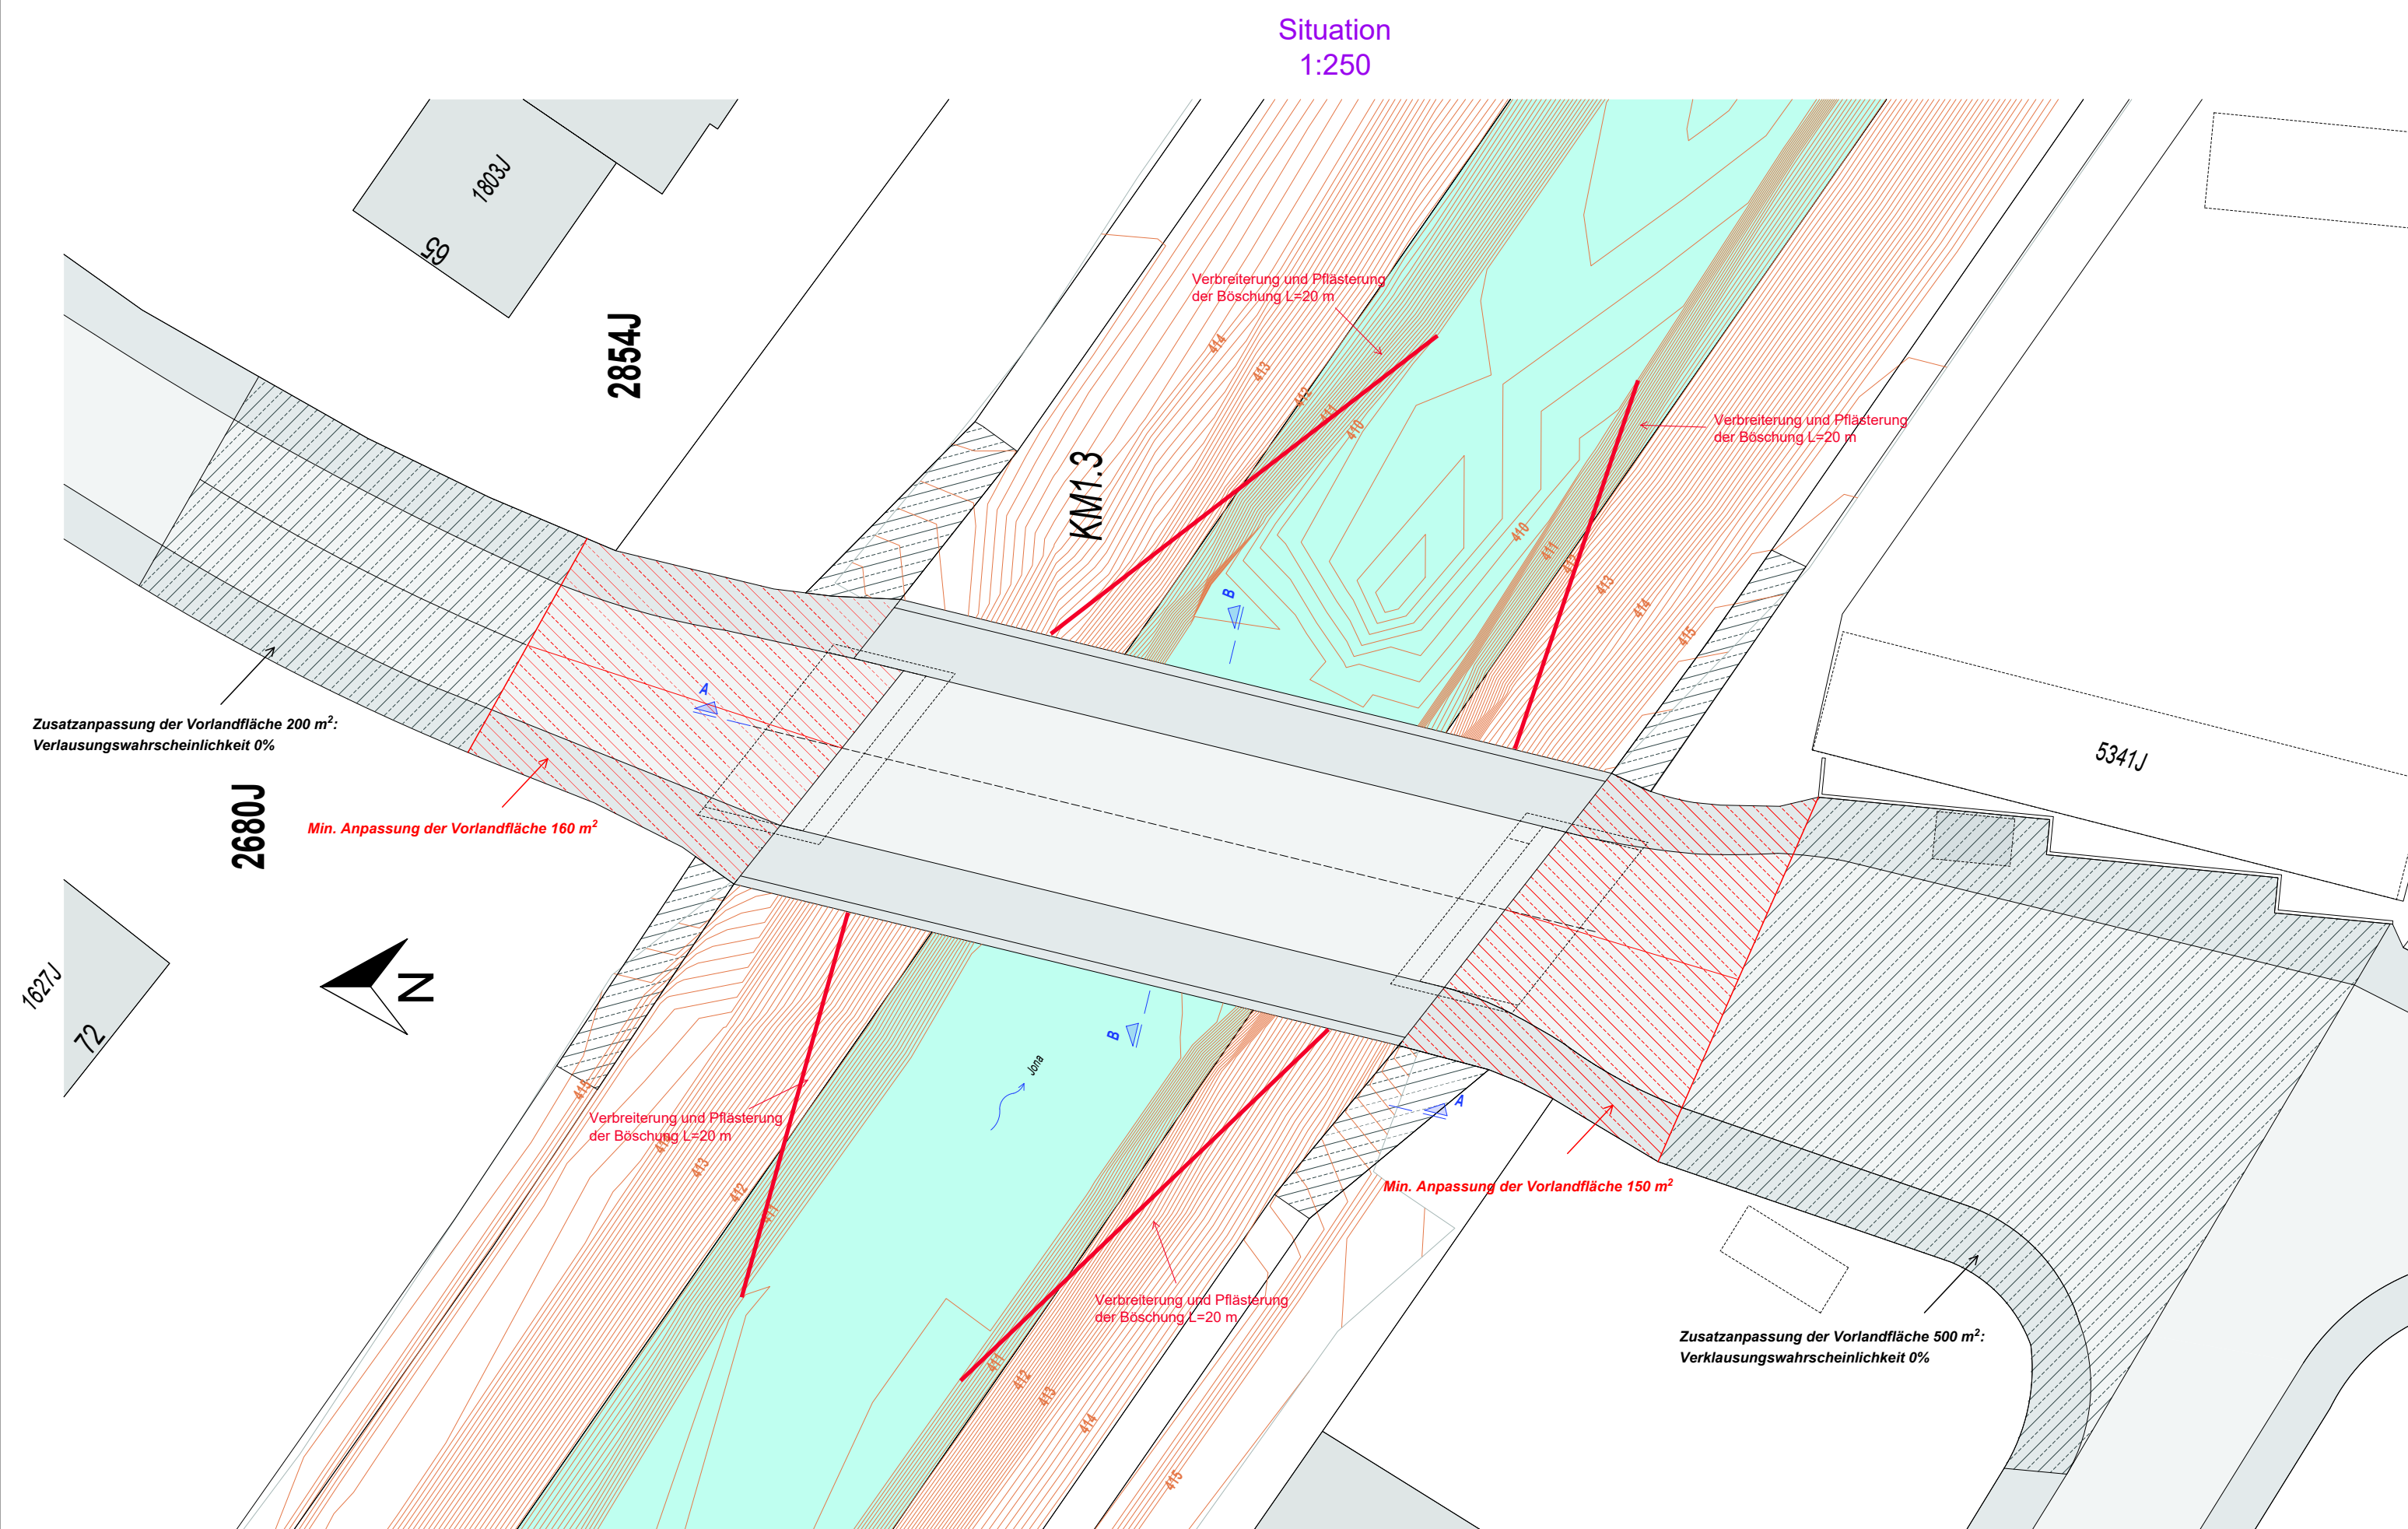 Situation
1:250
1803J
65
2854J
Verbreiterung und Pflästerung
der Böschung L=20 m
414
413
412
411
410
KM1.3
Verbreiterung und Pflästerung
der Böschung L=20 m
410
411
412
413
414
415
B
A
Zusatzanpassung der Vorlandfläche 200 m²:
Verlausungswahrscheinlichkeit 0%
2680J
Min. Anpassung der Vorlandfläche 160 m²
5341J
1627J
72
N
B
Jona
A
415
Verbreiterung und Pflästerung
der Böschung L=20 m
414
413
412
411
Min. Anpassung der Vorlandfläche 150 m²
Verbreiterung und Pflästerung
der Böschung L=20 m
411
412
413
414
415
Zusatzanpassung der Vorlandfläche 500 m²:
Verklausungswahrscheinlichkeit 0%